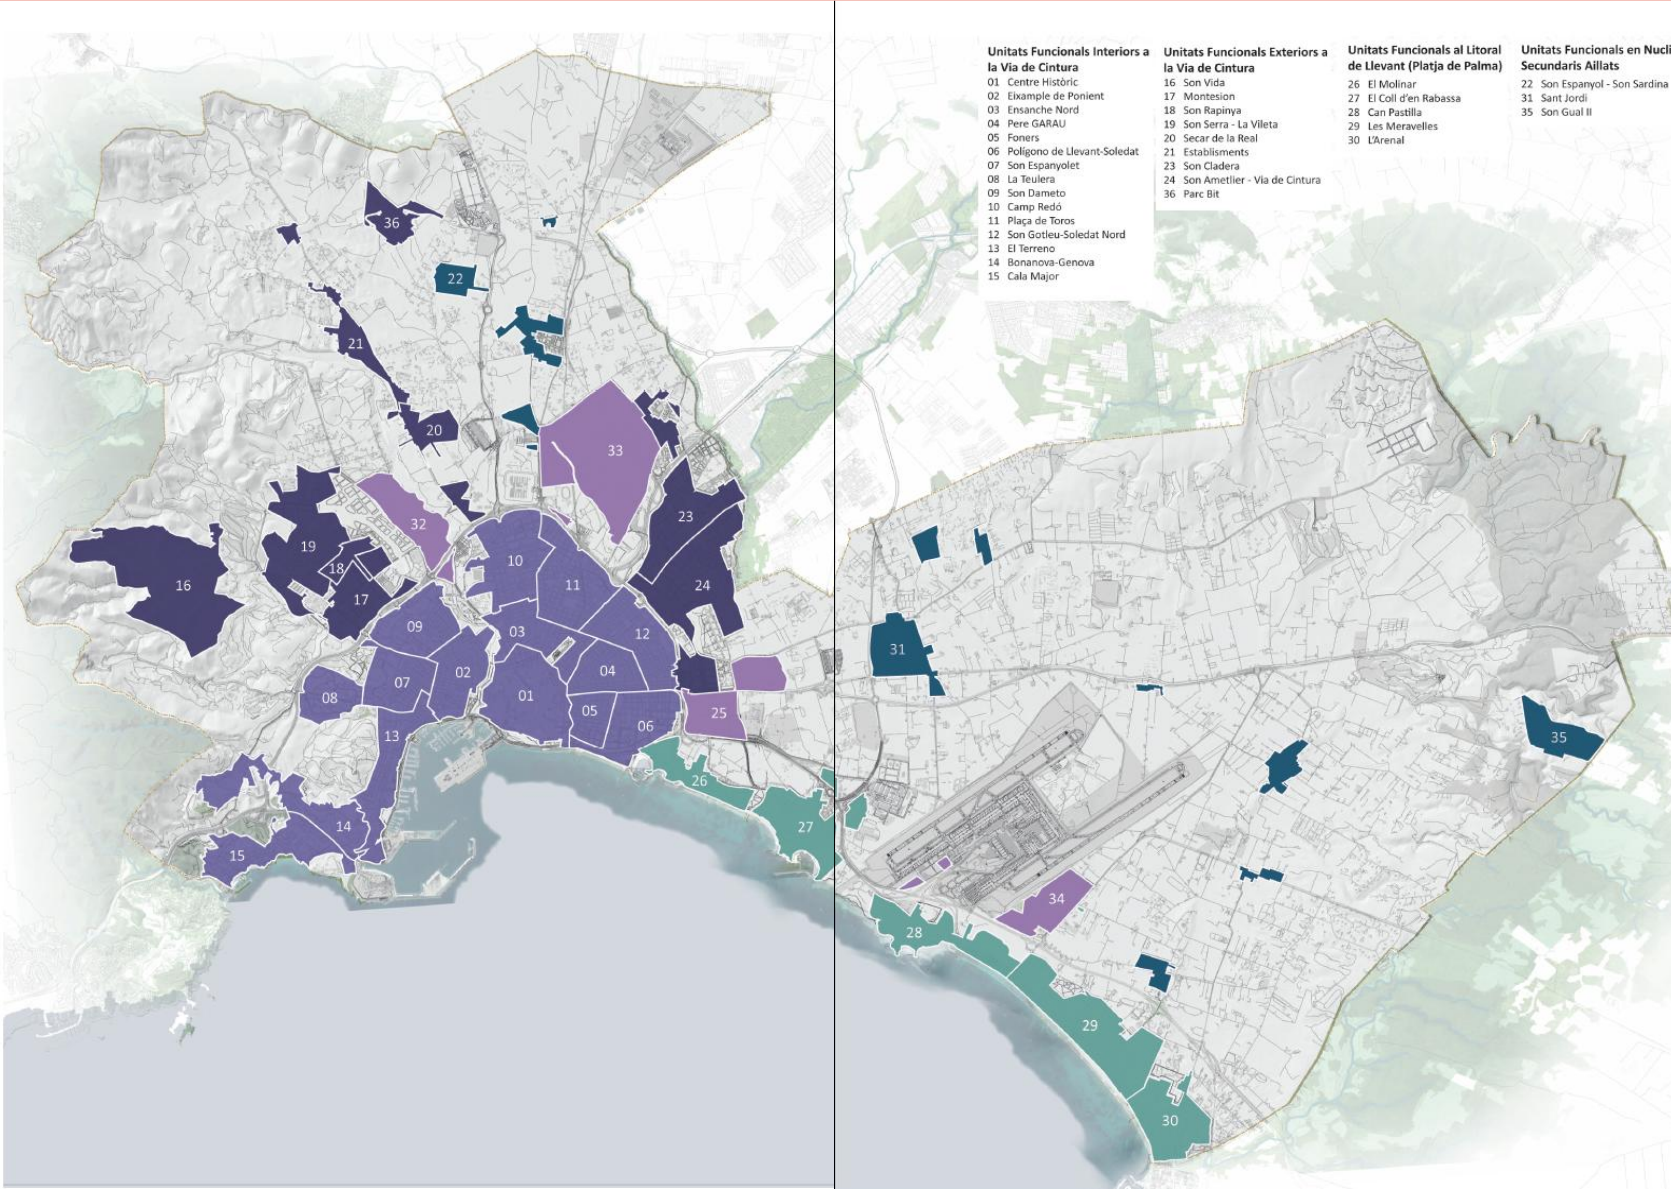 Unitats Funcionals Interiors a
la Via de Cintura
01 Centre Històric
02 Eixample de Ponient
03 Ensanche Nord
04 Pere GARAU
05 Foners
06 Polígono de Llevant-Soledat
07 Son Espanyolet
08 La Teulera
09 Son Dameto
10 Camp Redó
11 Plaça de Toros
12 Son Gotleu-Soledat Nord
13 El Terreno
14 Bonanova-Genova
15 Cala Major
Unitats Funcionals Exteriors a
la Via de Cintura
16 Son Vida
17 Montesion
18 Son Rapinya
19 Son Serra - La Vileta
20 Secar de la Real
21 Establisments
23 Son Cladera
24 Son Ametlier - Via de Cintura
36 Parc Bit
Unitats Funcionals al Litoral
de Llevant (Platja de Palma)
26 El Molinar
27 El Coll d'en Rabassa
28 Can Pastilla
29 Les Meravelles
30 L'Arenal
Unitats Funcionals en Nucli
Secundaris Aillats
22 Son Espanyol - Son Sardina
31 Sant Jordi
35 Son Gual II
36
22
21
20
33
32
23
19
18
16
17
24
10
11
09
03
12
31
08
07
02
01
04
05
06
25
13
35
26
27
14
15
34
28
29
30